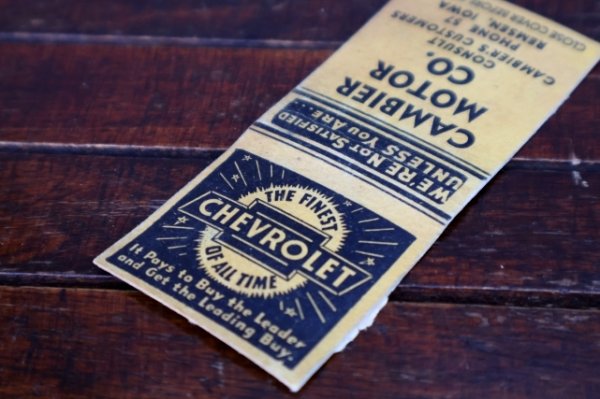 THE FINEST
CHEVROLET
OF ALL TIME
It Pays to Buy the Leader
and Get the Leading Buy.
WE'RE NOT SATISFIED...
UNLESS YOU ARE...
CAMBIER
MOTOR
CO.
CONSULT
CAMBIER'S CUSTOMERS
PHONE 57
REMSEN, IOWA
CLOSE COVER BEFORE